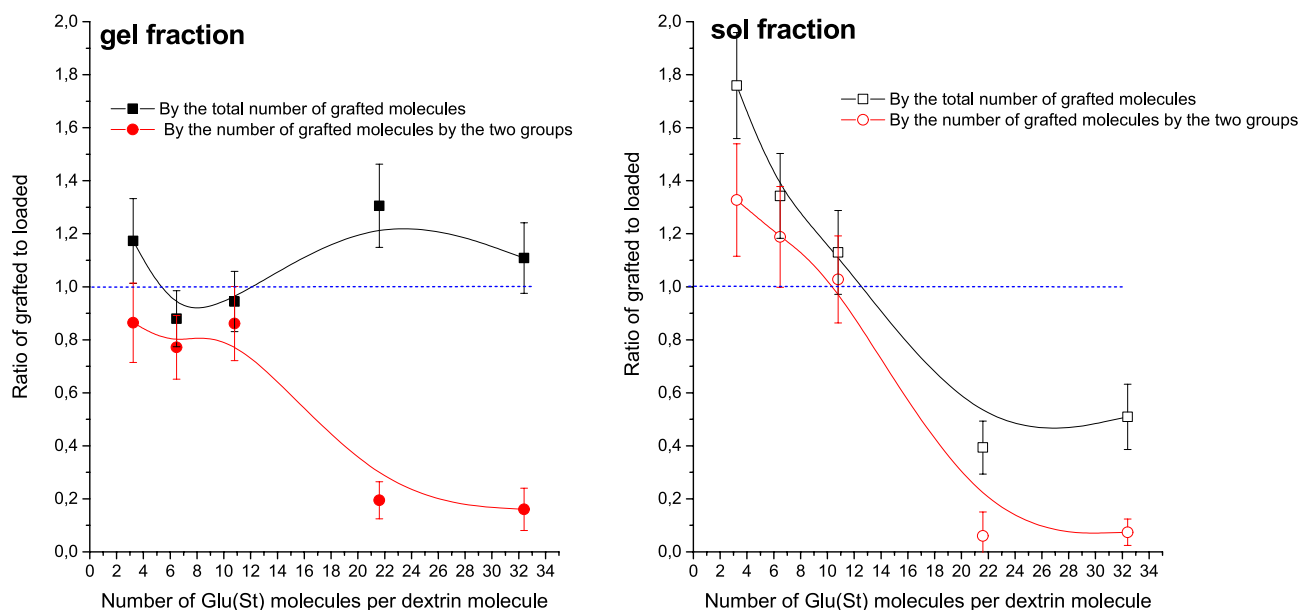 gel fraction
By the total number of grafted molecules
By the number of grafted molecules by the two groups
Ratio of grafted to loaded
2,0
1,8
1,6
1,4
1,2
1,0
0,8
0,6
0,4
0,2
0,0
0 2 4 6 8 10 12 14 16 18 20 22 24 26 28 30 32 34
Number of Glu(St) molecules per dextrin molecule
sol fraction
By the total number of grafted molecules
By the number of grafted molecules by the two groups
Ratio of grafted to loaded
2,0
1,8
1,6
1,4
1,2
1,0
0,8
0,6
0,4
0,2
0,0
0 2 4 6 8 10 12 14 16 18 20 22 24 26 28 30 32 34
Number of Glu(St) molecules per dextrin molecule